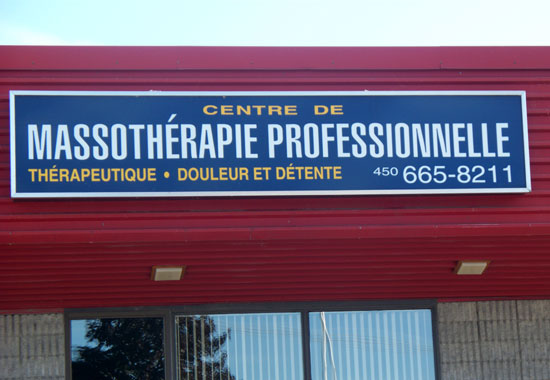 CENTRE DE
MASSOTHÉRAPIE PROFESSIONNELLE
THÉRAPEUTIQUE • DOULEUR ET DÉTENTE 450 665-8211